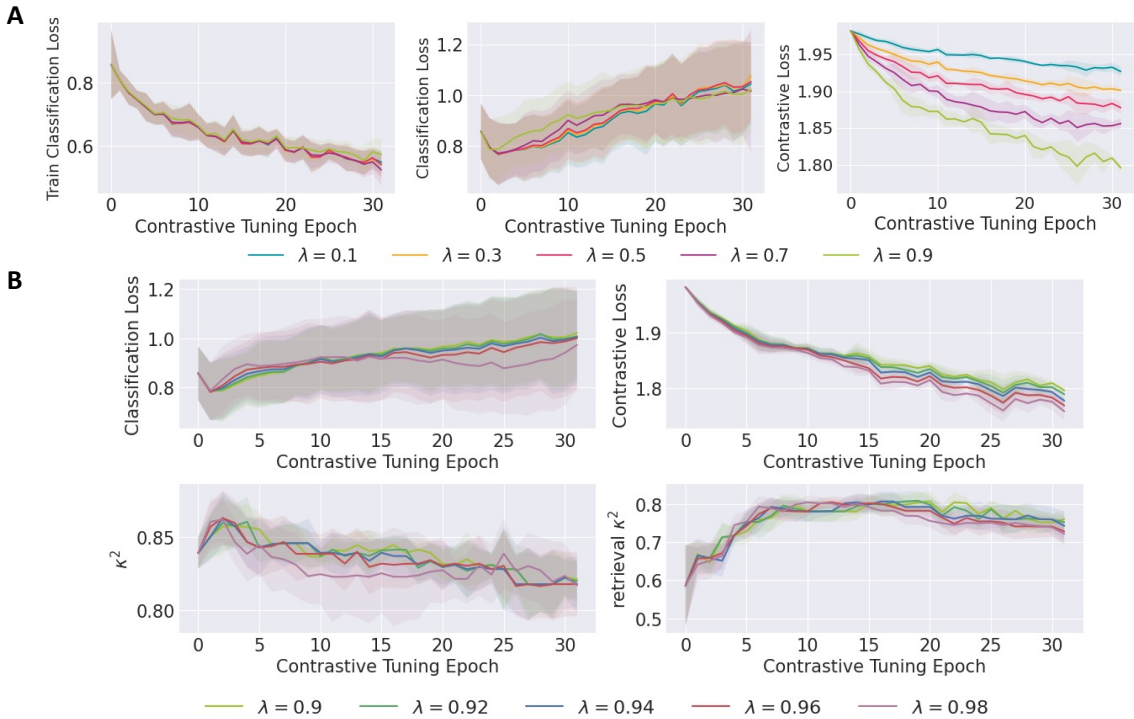 A
Train Classification Loss
0.8
0.6
0 10 20 30
Contrastive Tuning Epoch
Classification Loss
1.2
1.0
0.8
0 10 20 30
Contrastive Tuning Epoch
Contrastive Loss
1.95
1.90
1.85
1.80
0 10 20 30
Contrastive Tuning Epoch
λ = 0.1 λ = 0.3 λ = 0.5 λ = 0.7 λ = 0.9
B
Classification Loss
1.2
1.0
0.8
0 5 10 15 20 25 30
Contrastive Tuning Epoch
Contrastive Loss
1.9
1.8
0 5 10 15 20 25 30
Contrastive Tuning Epoch
κ²
0.85
0.80
0 5 10 15 20 25 30
Contrastive Tuning Epoch
retrieval κ²
0.8
0.7
0.6
0.5
0 5 10 15 20 25 30
Contrastive Tuning Epoch
λ = 0.9 λ = 0.92 λ = 0.94 λ = 0.96 λ = 0.98